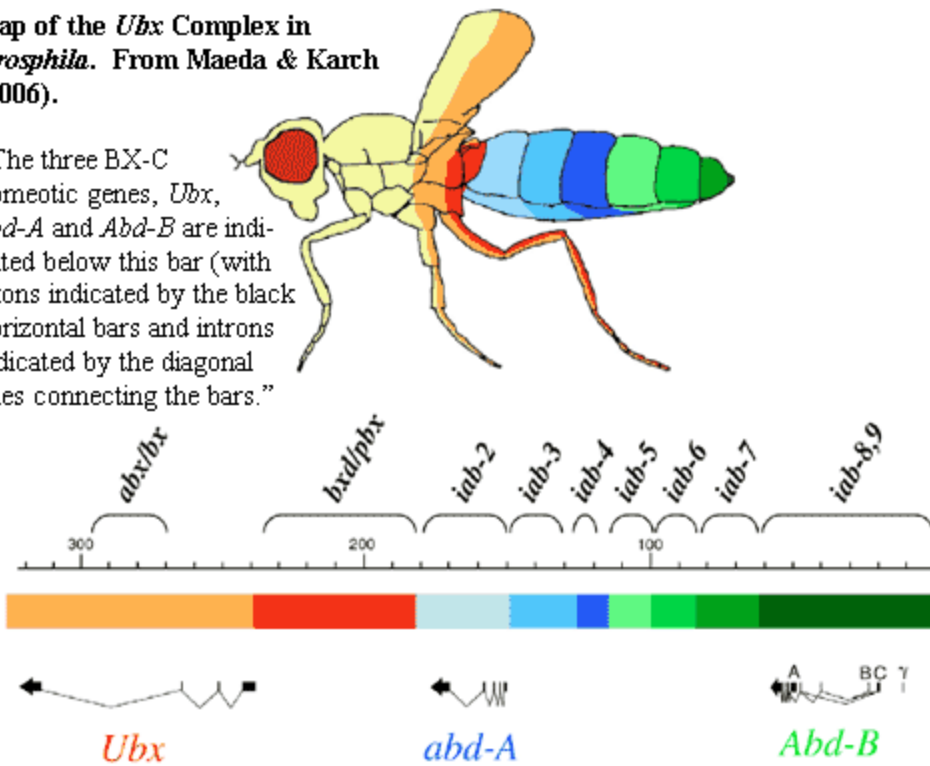 ap of the Ubx Complex in
rosphila. From Maeda & Karch
006).
The three BX-C
omeotic genes, Ubx,
d-A and Abd-B are indi-
ted below this bar (with
ons indicated by the black
rizontal bars and introns
dicated by the diagonal
es connecting the bars.”
abx/bx bxd/pbx iab-2 iab-3 iab-4 iab-5 iab-6 iab-7 iab-8,9
300 200 100
A B C γ
Ubx abd-A Abd-B